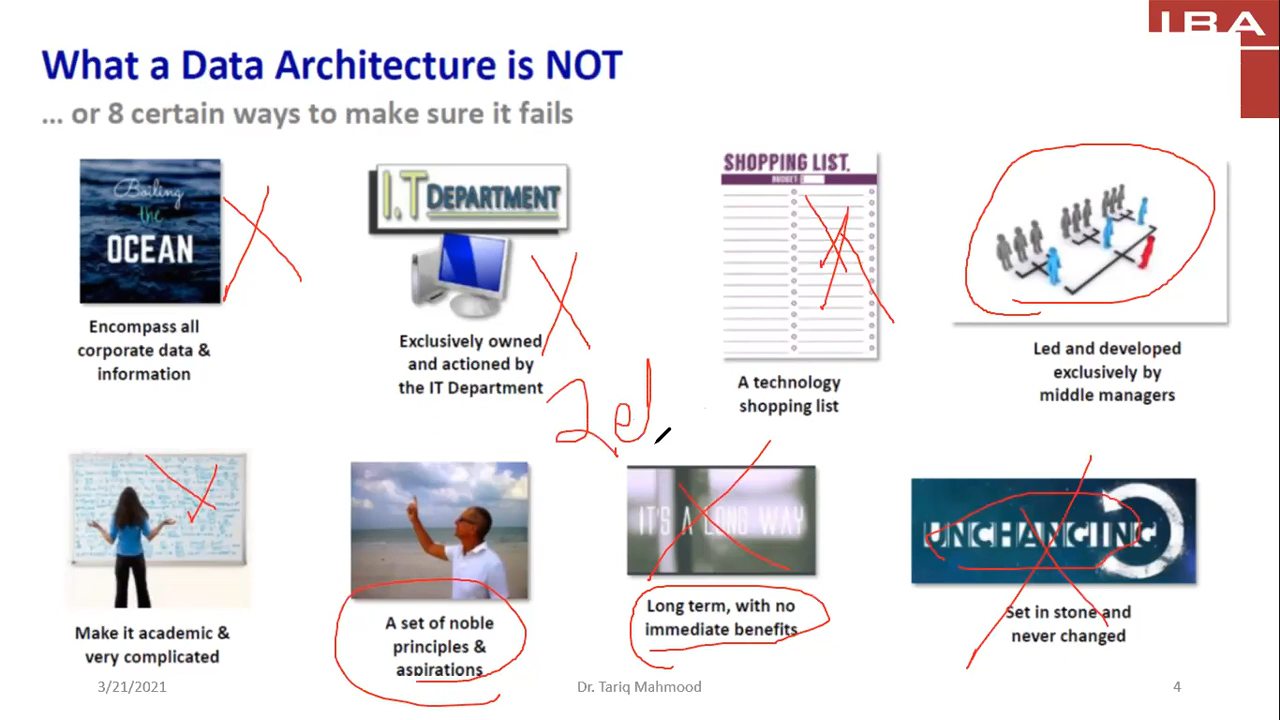 IBA
What a Data Architecture is NOT
... or 8 certain ways to make sure it fails
Boiling
the
OCEAN
Encompass all
corporate data &
information
I.T DEPARTMENT
Exclusively owned
and actioned by
the IT Department
SHOPPING LIST.
BUDGET:
A technology
shopping list
Led and developed
exclusively by
middle managers
Make it academic &
very complicated
A set of noble
principles &
aspirations
IT'S A LONG WAY
Long term, with no
immediate benefits
UNCHANGING
Set in stone and
never changed
3/21/2021
Dr. Tariq Mahmood
4